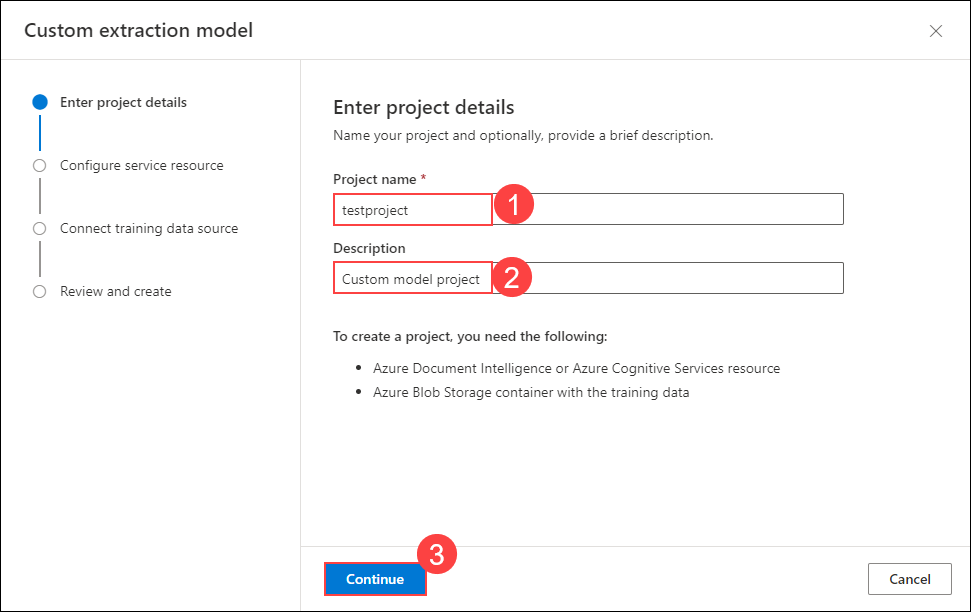 Custom extraction model
Enter project details
Configure service resource
Connect training data source
Review and create
Enter project details
Name your project and optionally, provide a brief description.
Project name *
testproject
1
Description
Custom model project
2
To create a project, you need the following:
• Azure Document Intelligence or Azure Cognitive Services resource
• Azure Blob Storage container with the training data
3
Continue
Cancel